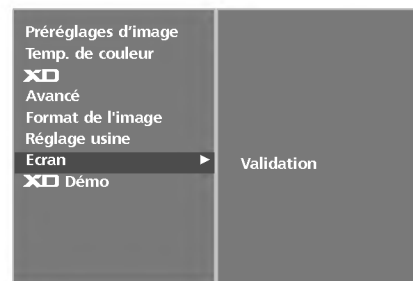 Préréglages d’image
Temp. de couleur
XD
Avancé
Format de l'image
Réglage usine
Ecran ► Validation
XD Démo